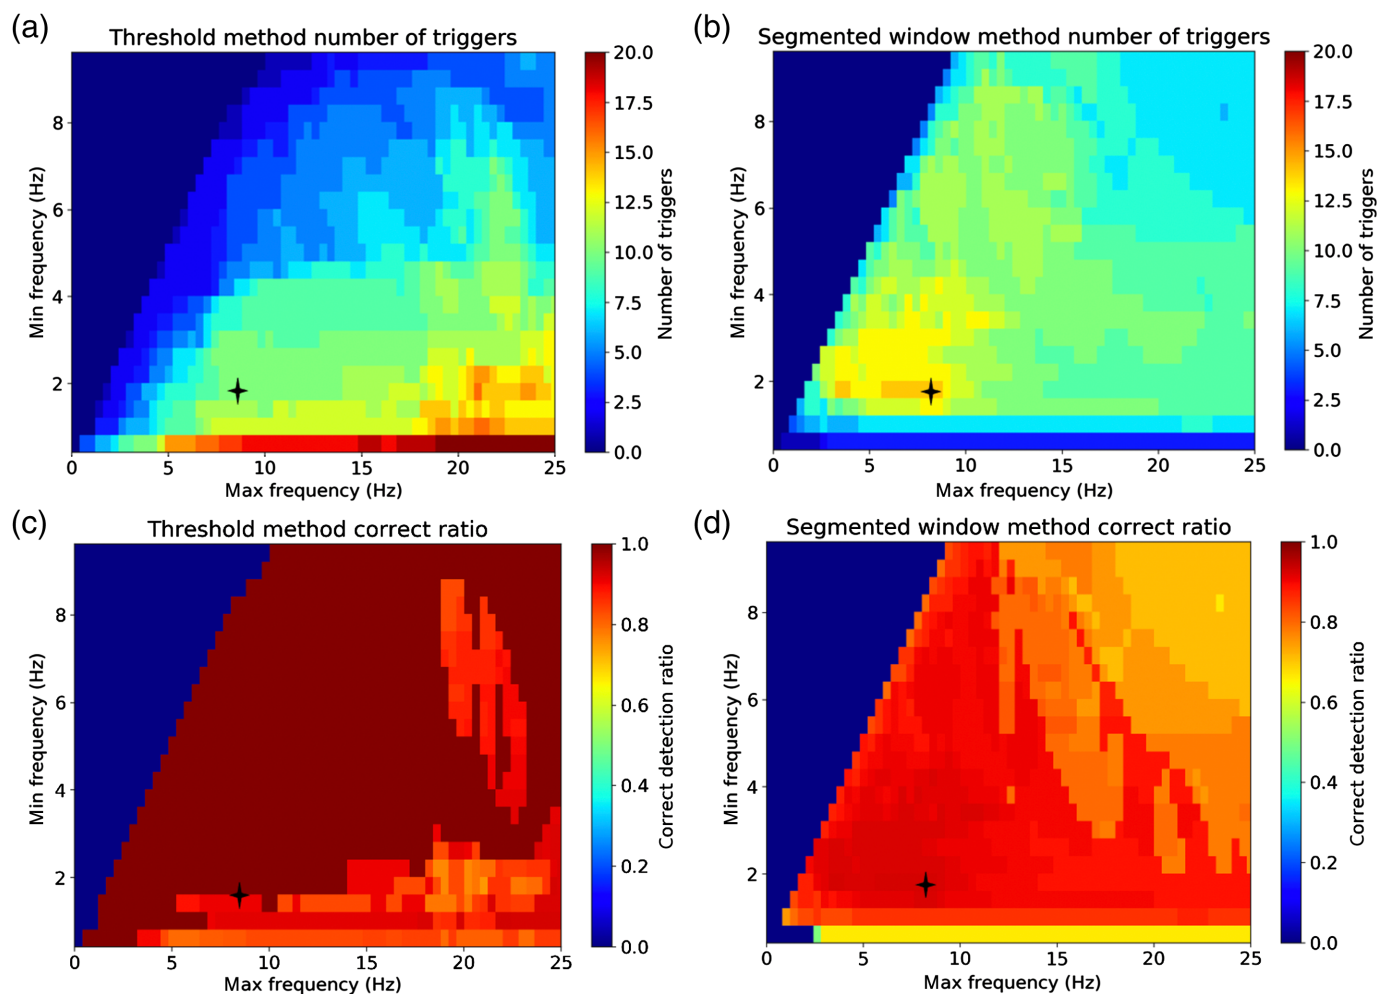 (a)
Threshold method number of triggers
Min frequency (Hz)
8
6
4
2
0 5 10 15 20 25
Max frequency (Hz)
20.0
17.5
15.0
12.5
10.0
7.5
5.0
2.5
0.0
Number of triggers
(b)
Segmented window method number of triggers
Min frequency (Hz)
8
6
4
2
0 5 10 15 20 25
Max frequency (Hz)
20.0
17.5
15.0
12.5
10.0
7.5
5.0
2.5
0.0
Number of triggers
(c)
Threshold method correct ratio
Min frequency (Hz)
8
6
4
2
0 5 10 15 20 25
Max frequency (Hz)
1.0
0.8
0.6
0.4
0.2
0.0
Correct detection ratio
(d)
Segmented window method correct ratio
Min frequency (Hz)
8
6
4
2
0 5 10 15 20 25
Max frequency (Hz)
1.0
0.8
0.6
0.4
0.2
0.0
Correct detection ratio